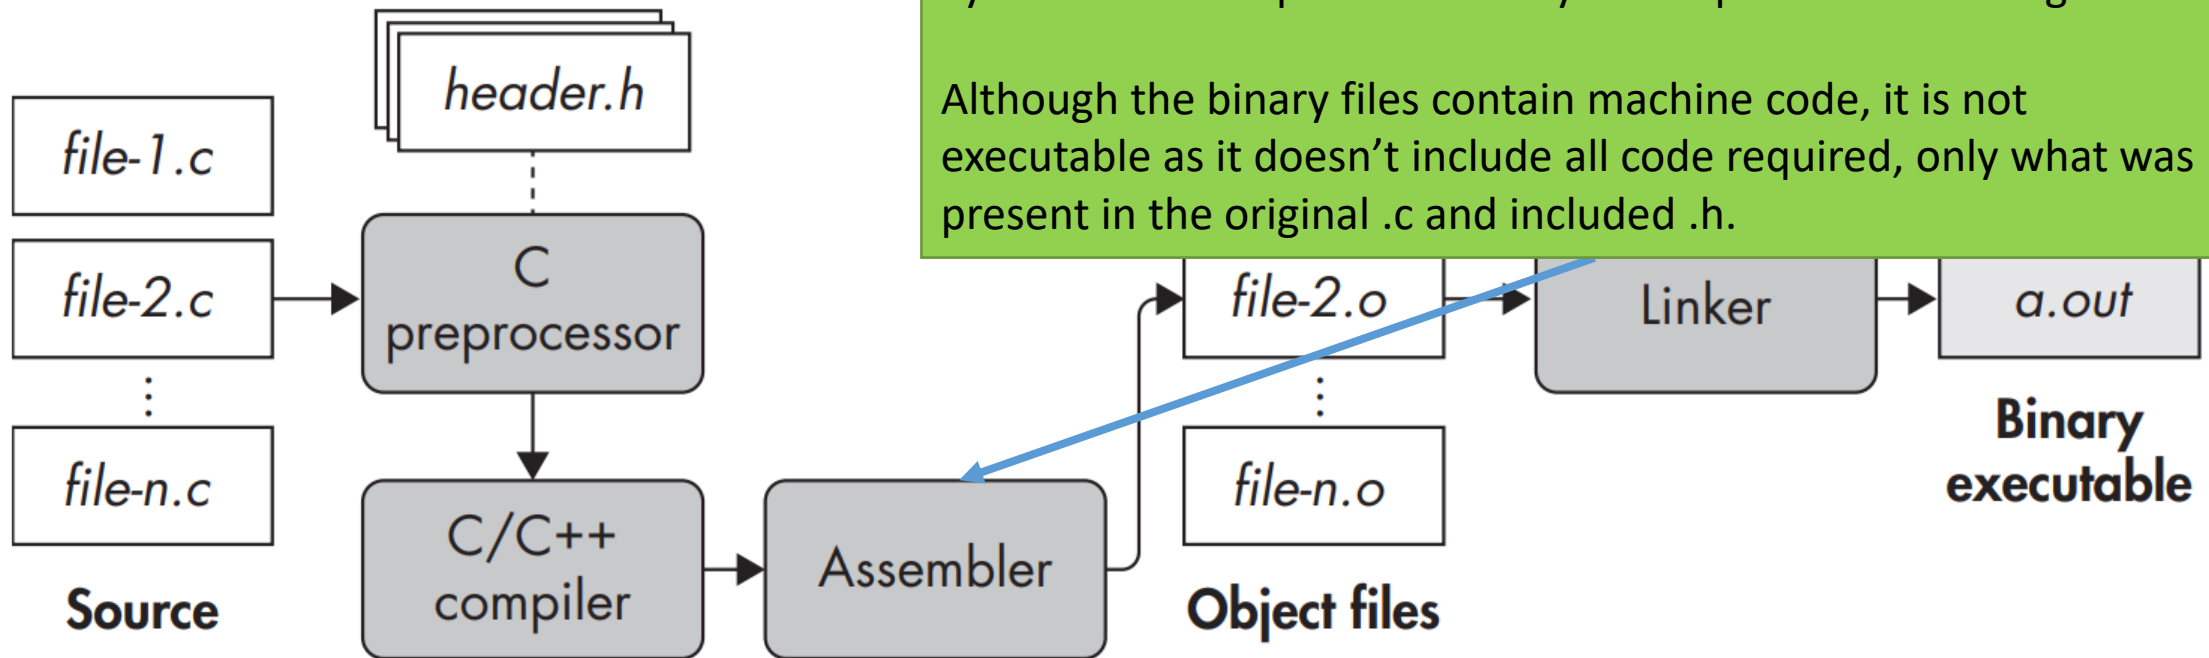 Although the binary files contain machine code, it is not
executable as it doesn’t include all code required, only what was
present in the original .c and included .h.
header.h
file-1.c
file-2.c
⋮
file-n.c
Source
C
preprocessor
C/C++
compiler
Assembler
file-2.o
⋮
file-n.o
Object files
Linker
a.out
Binary
executable